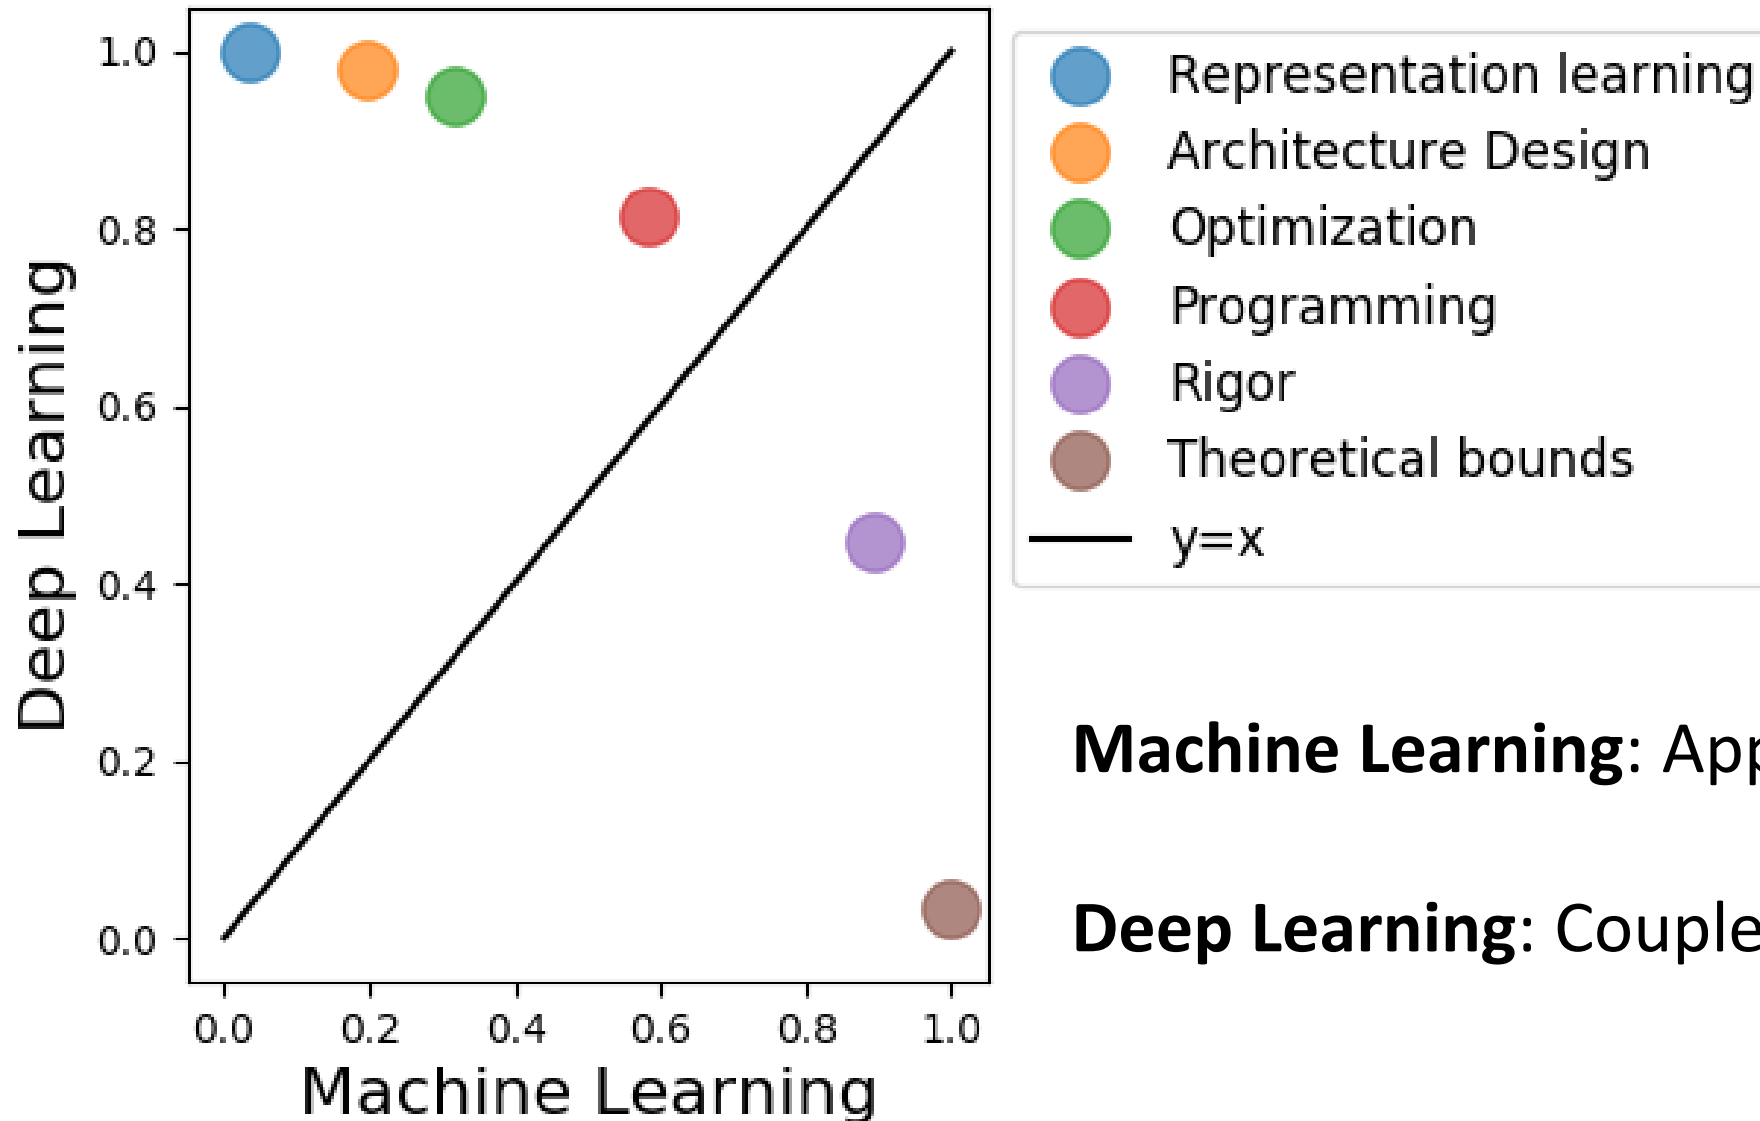 1.0
0.8
0.6
0.4
0.2
0.0
Deep Learning
0.0 0.2 0.4 0.6 0.8 1.0
Machine Learning
Representation learning
Architecture Design
Optimization
Programming
Rigor
Theoretical bounds
y=x
Machine Learning: App
Deep Learning: Couple